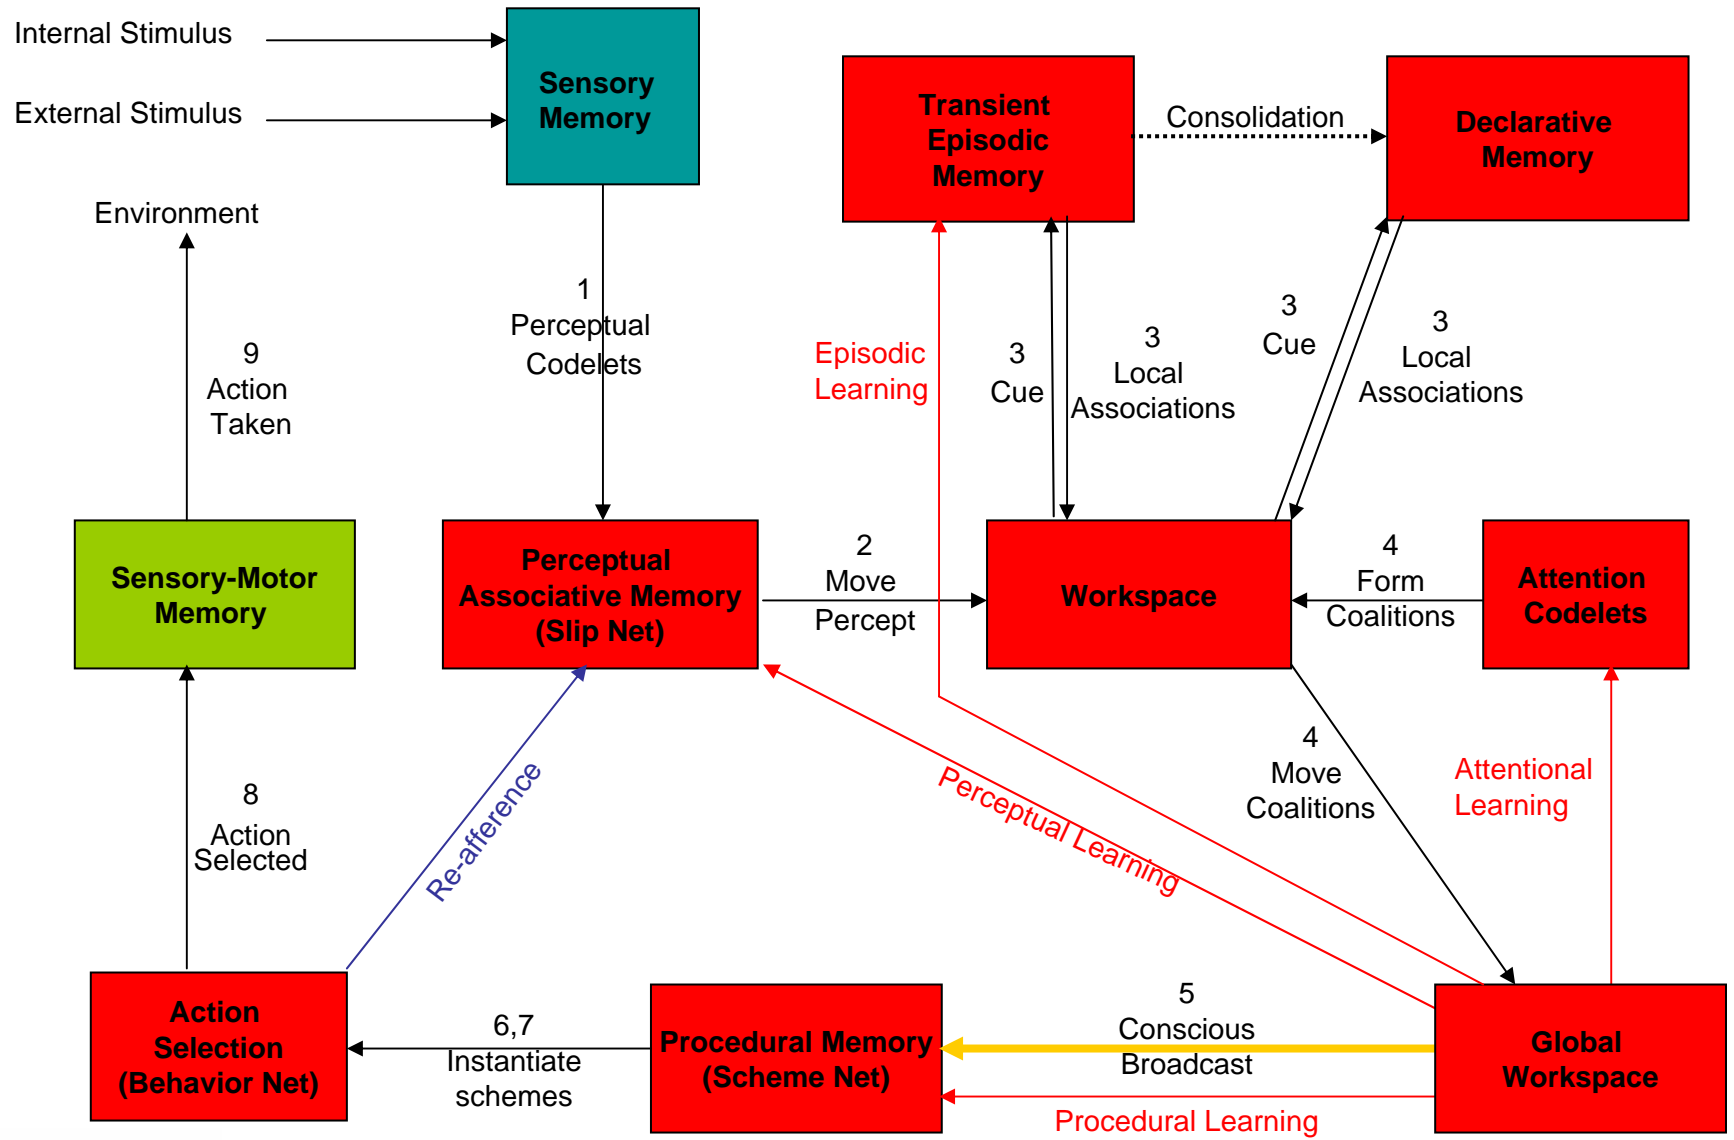 Internal Stimulus
External Stimulus
Sensory
Memory
Transient
Episodic
Memory
Consolidation
Declarative
Memory
Environment
1
Perceptual
Codelets
9
Action
Taken
Episodic
Learning
3
Cue
3
Local
Associations
3
Cue
3
Local
Associations
Sensory-Motor
Memory
Perceptual
Associative Memory
(Slip Net)
2
Move
Percept
Workspace
4
Form
Coalitions
Attention
Codelets
8
Action
Selected
Re-afference
Perceptual Learning
4
Move
Coalitions
Attentional
Learning
Action
Selection
(Behavior Net)
6,7
Instantiate
schemes
Procedural Memory
(Scheme Net)
5
Conscious
Broadcast
Procedural Learning
Global
Workspace